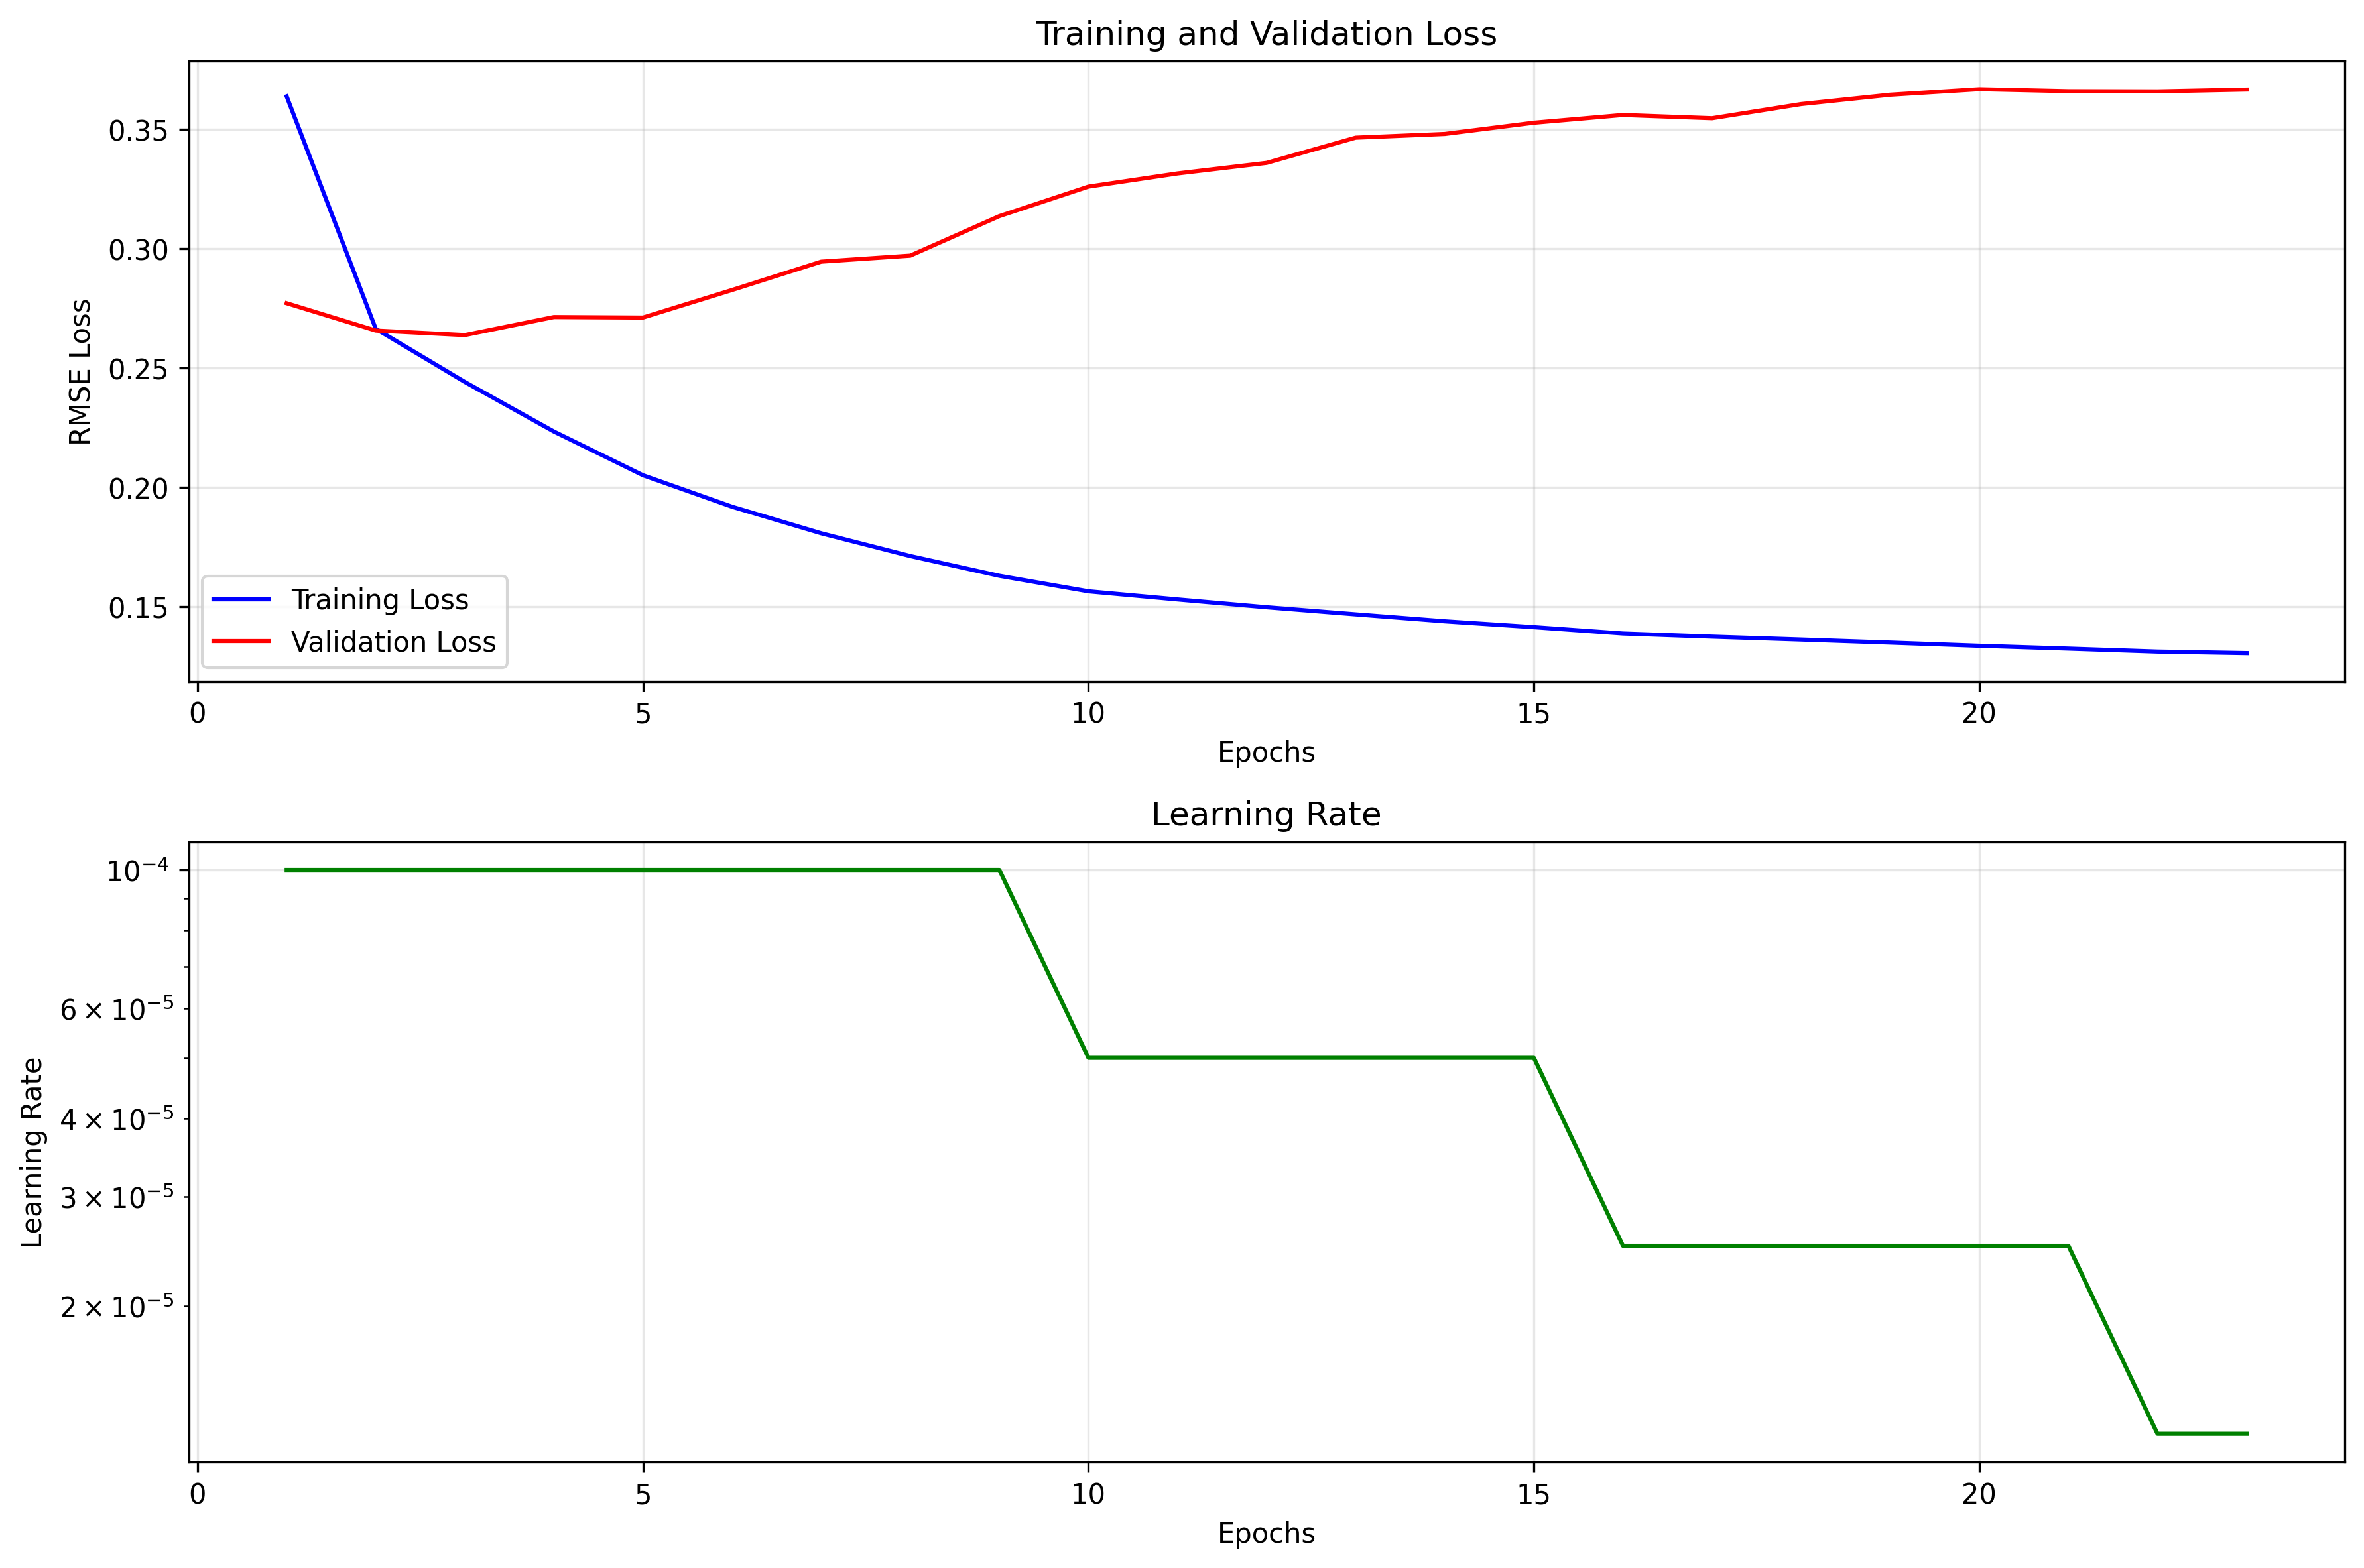 Training and Validation Loss
RMSE Loss
0.35
0.30
0.25
0.20
0.15
Training Loss
Validation Loss
0 5 10 15 20
Epochs
Learning Rate
Learning Rate
10⁻⁴
6 × 10⁻⁵
4 × 10⁻⁵
3 × 10⁻⁵
2 × 10⁻⁵
0 5 10 15 20
Epochs